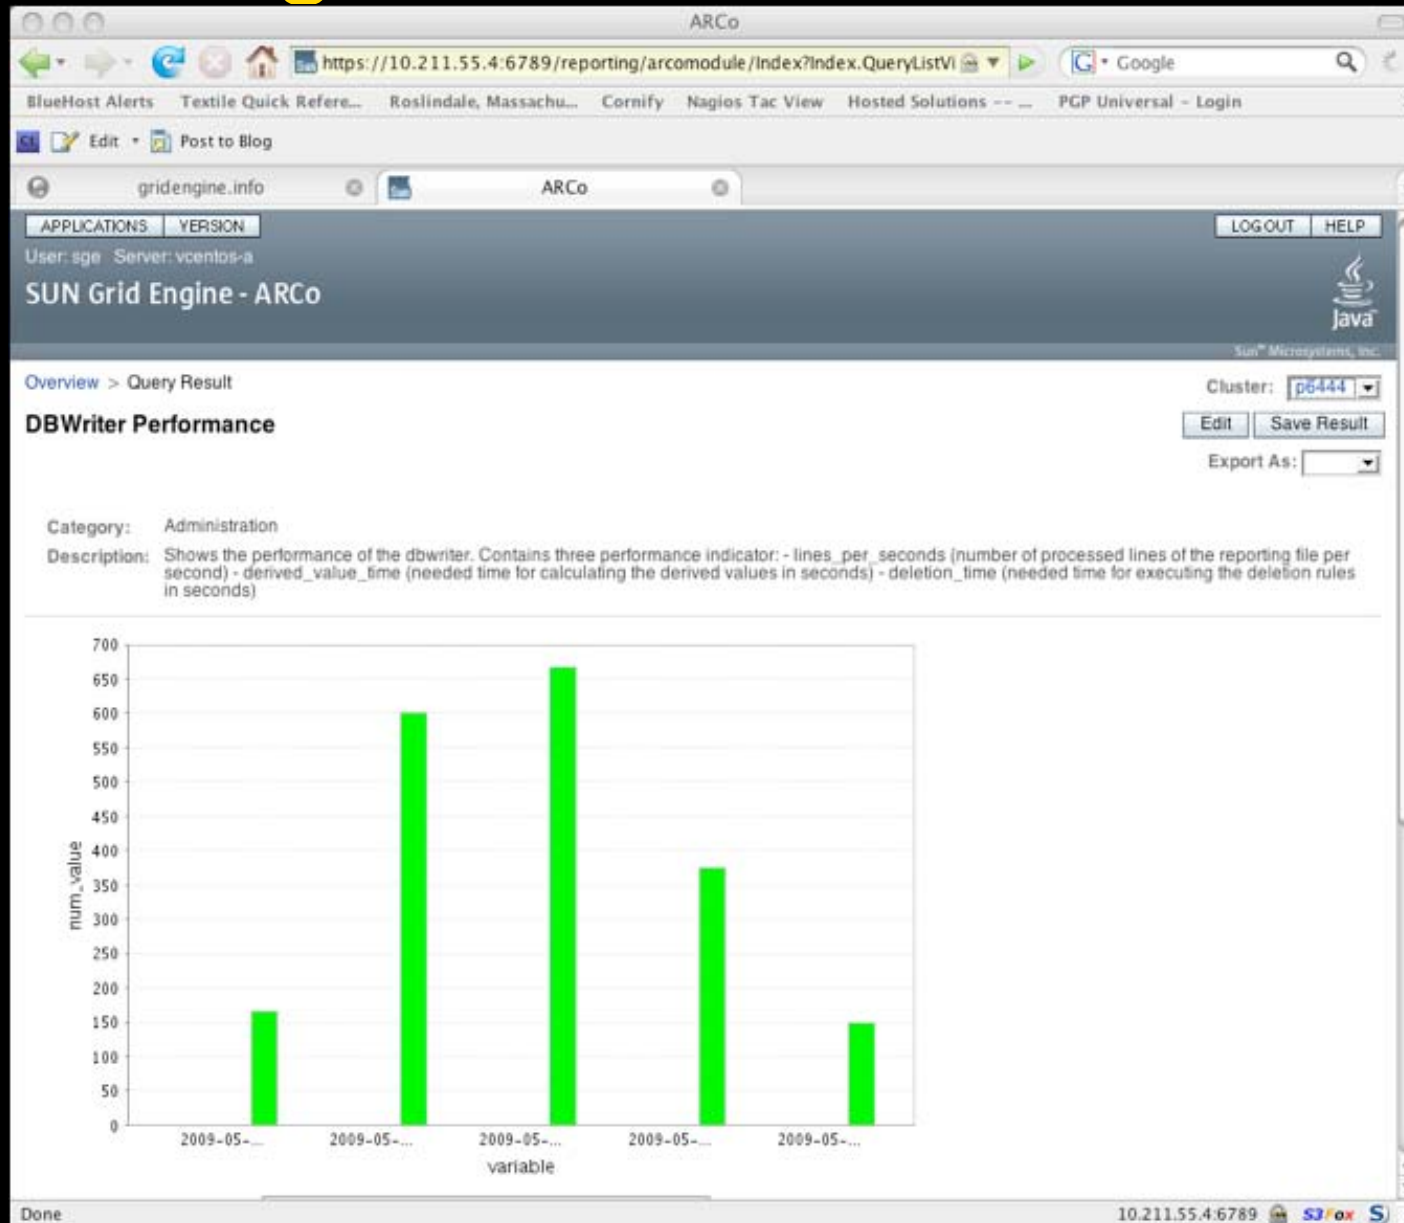 ARCo
https://10.211.55.4:6789/reporting/arcomodule/Index?Index.QueryListVi
Google
BlueHost Alerts Textile Quick Refere... Roslindale, Massachu... Cornify Nagios Tac View Hosted Solutions -- ... PGP Universal - Login
Edit Post to Blog
gridengine.info ARCo
APPLICATIONS VERSION LOGOUT HELP
User: sge Server: vcentos-a
SUN Grid Engine - ARCo
Java
Sun™ Microsystems, Inc.
Overview > Query Result
Cluster: p6444
DBWriter Performance
Edit Save Result
Export As:
Category: Administration
Description: Shows the performance of the dbwriter. Contains three performance indicator: - lines_per_seconds (number of processed lines of the reporting file per
second) - derived_value_time (needed time for calculating the derived values in seconds) - deletion_time (needed time for executing the deletion rules
in seconds)
700
650
600
550
500
450
400
350
300
250
200
150
100
50
0
num_value
2009-05-... 2009-05-... 2009-05-... 2009-05-... 2009-05-...
variable
Done 10.211.55.4:6789 S3Fox S